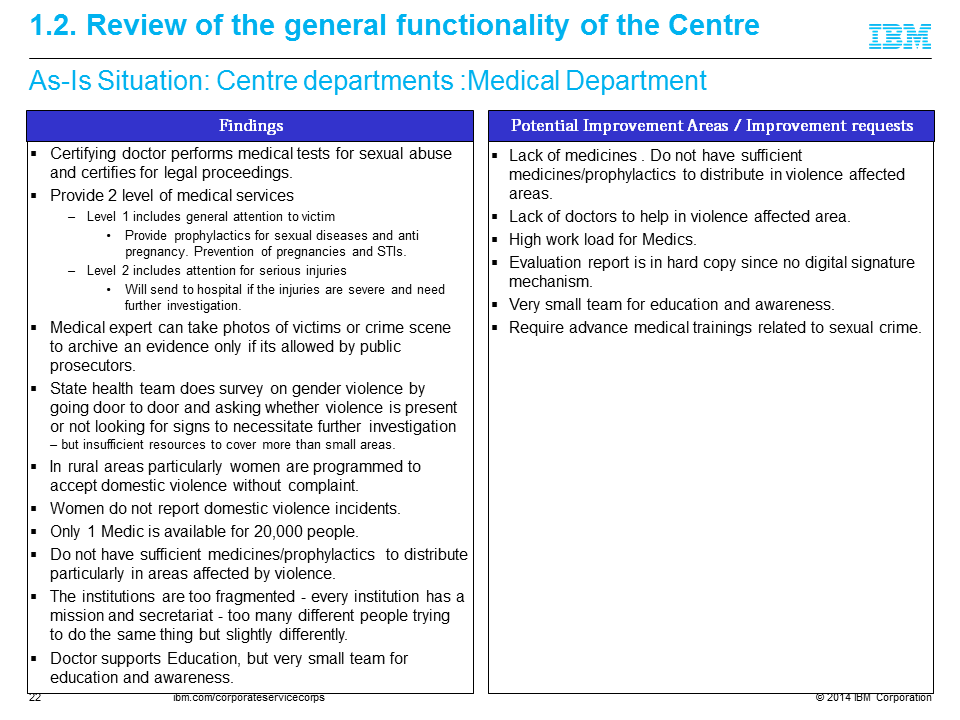 1.2. Review of the general functionality of the Centre
IBM
As-Is Situation: Centre departments :Medical Department
Findings
▪ Certifying doctor performs medical tests for sexual abuse
and certifies for legal proceedings.
▪ Provide 2 level of medical services
– Level 1 includes general attention to victim
• Provide prophylactics for sexual diseases and anti
pregnancy. Prevention of pregnancies and STIs.
– Level 2 includes attention for serious injuries
• Will send to hospital if the injuries are severe and need
further investigation.
▪ Medical expert can take photos of victims or crime scene
to archive an evidence only if its allowed by public
prosecutors.
▪ State health team does survey on gender violence by
going door to door and asking whether violence is present
or not looking for signs to necessitate further investigation
– but insufficient resources to cover more than small areas.
▪ In rural areas particularly women are programmed to
accept domestic violence without complaint.
▪ Women do not report domestic violence incidents.
▪ Only 1 Medic is available for 20,000 people.
▪ Do not have sufficient medicines/prophylactics to distribute
particularly in areas affected by violence.
▪ The institutions are too fragmented - every institution has a
mission and secretariat - too many different people trying
to do the same thing but slightly differently.
▪ Doctor supports Education, but very small team for
education and awareness.
Potential Improvement Areas / Improvement requests
▪ Lack of medicines . Do not have sufficient
medicines/prophylactics to distribute in violence affected
areas.
▪ Lack of doctors to help in violence affected area.
▪ High work load for Medics.
▪ Evaluation report is in hard copy since no digital signature
mechanism.
▪ Very small team for education and awareness.
▪ Require advance medical trainings related to sexual crime.
22
ibm.com/corporateservicecorps
© 2014 IBM Corporation